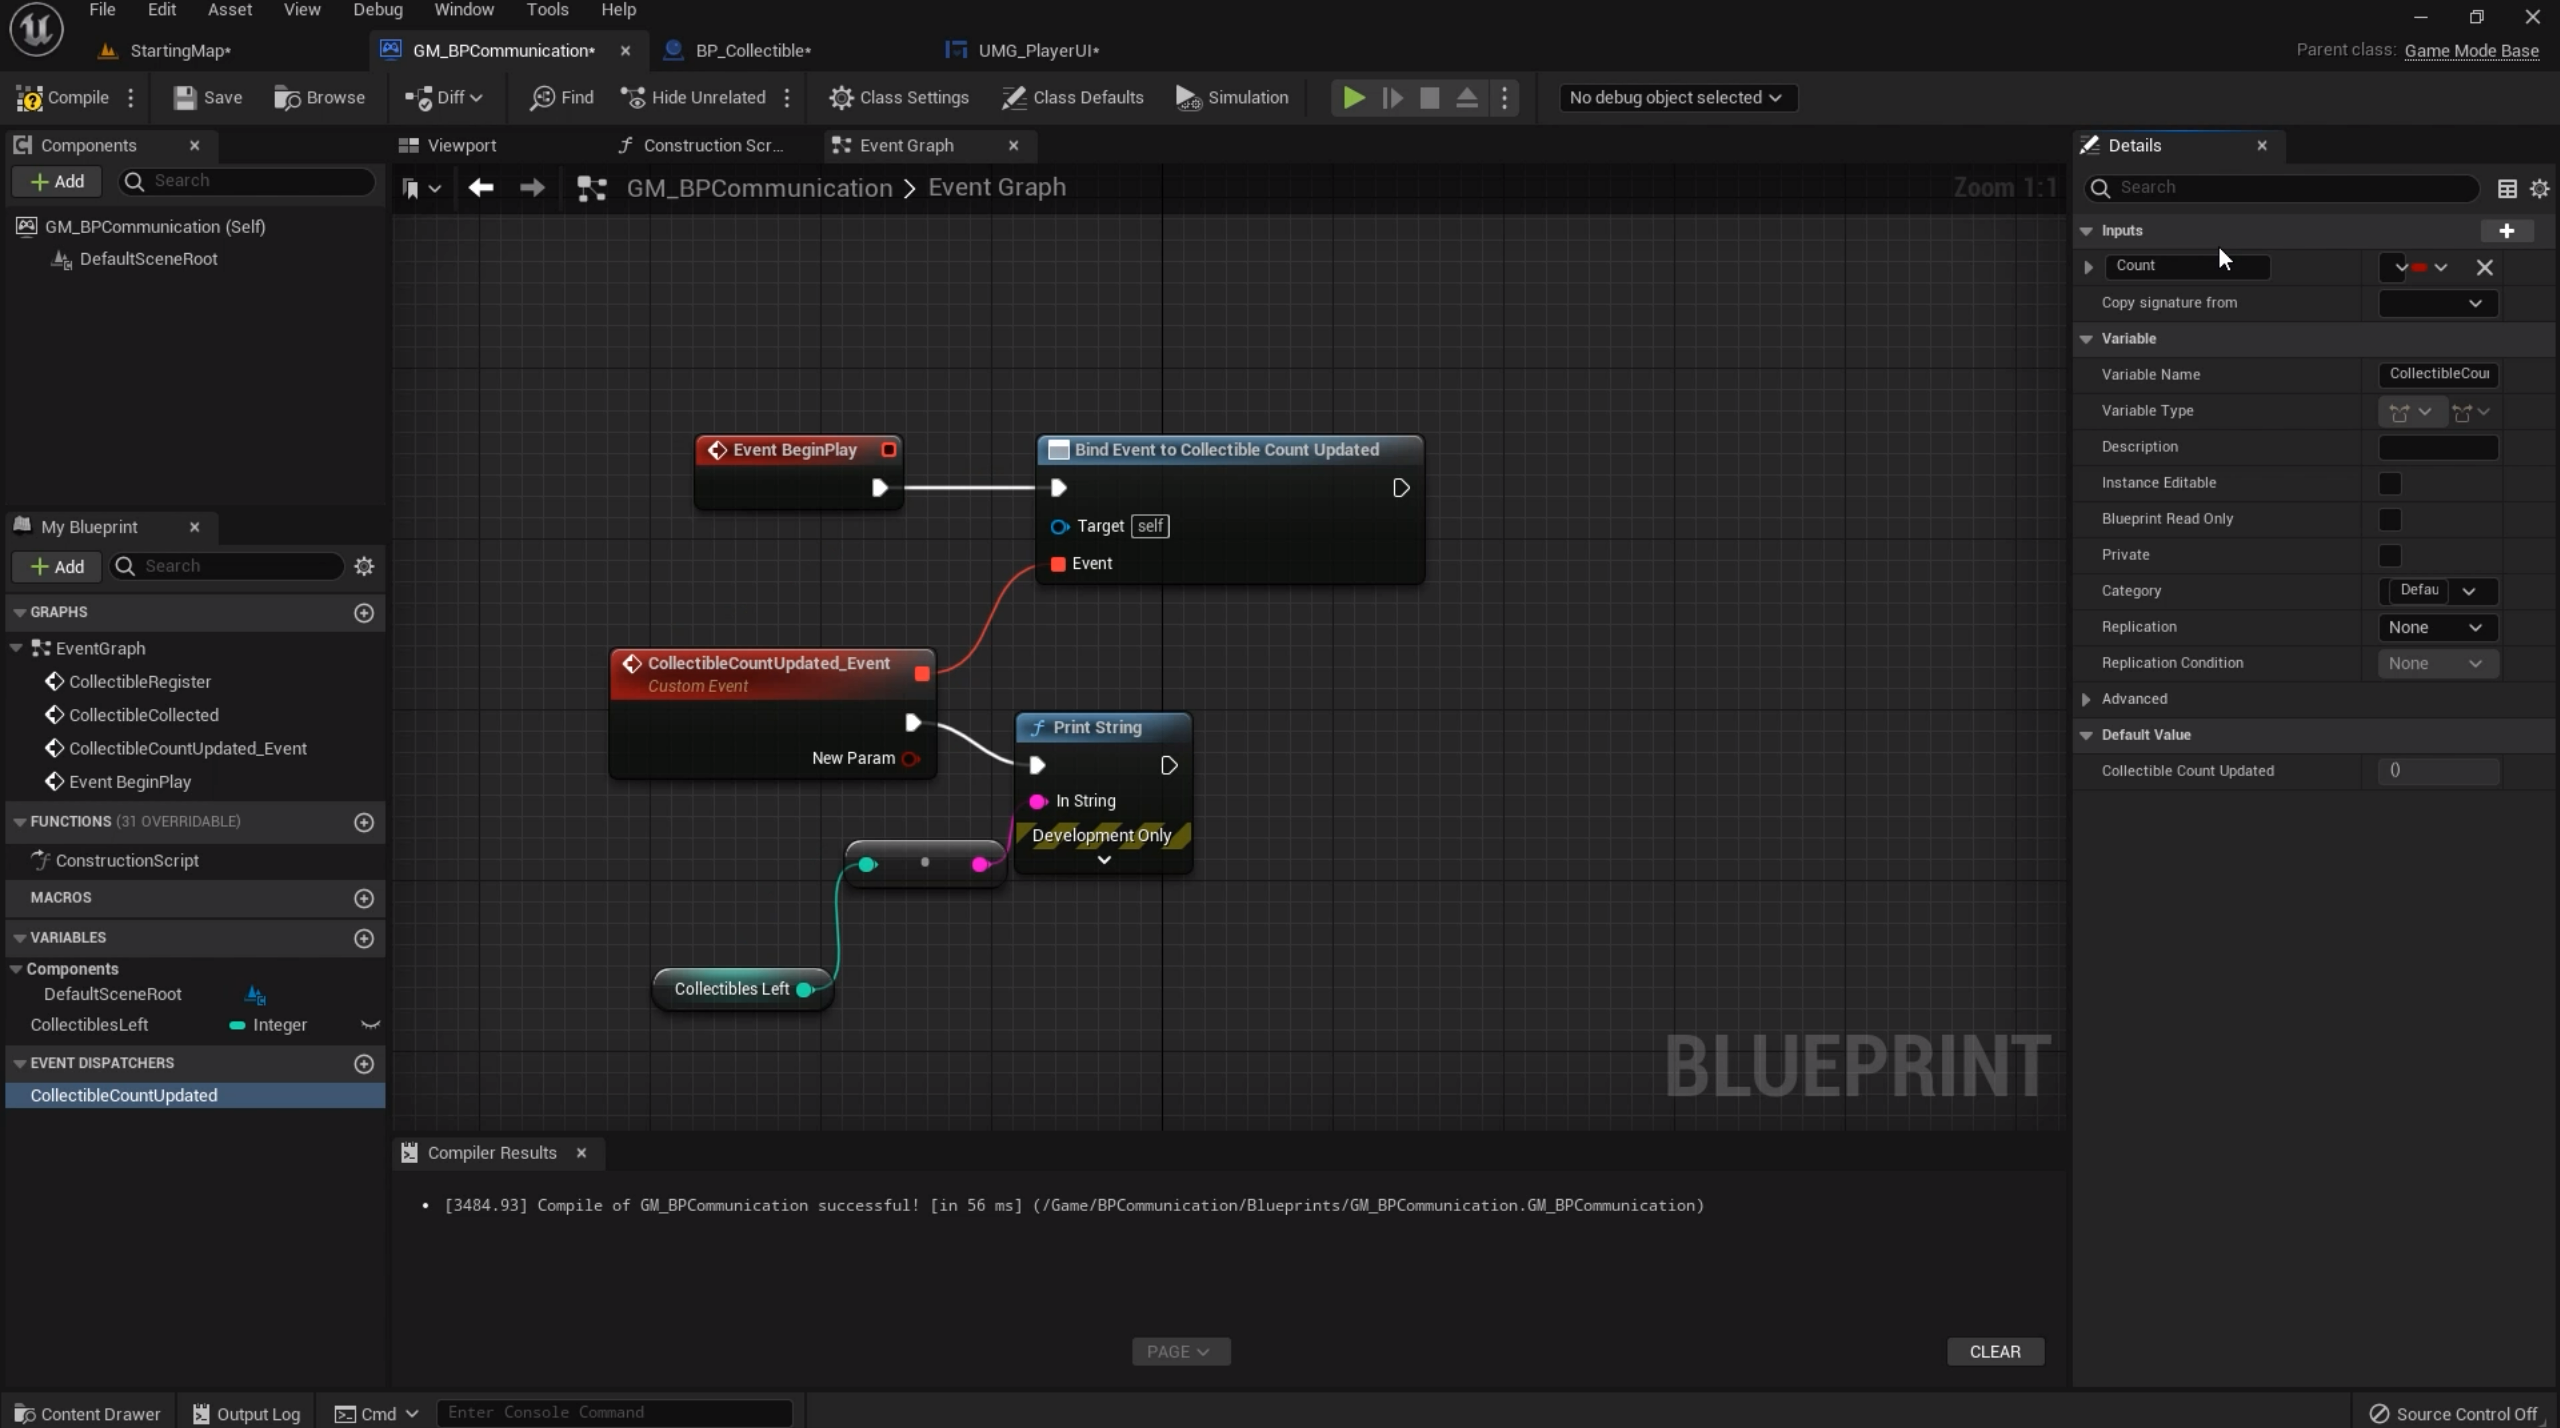 File Edit Asset View Debug Window Tools Help
StartingMap* GM_BPCommunication* BP_Collectible* UMG_PlayerUI* Parent class: Game Mode Base
Compile Save Browse Diff Find Hide Unrelated Class Settings Class Defaults Simulation No debug object selected
Components
Add Search
GM_BPCommunication (Self)
DefaultSceneRoot
My Blueprint
Add Search
GRAPHS
EventGraph
CollectibleRegister
CollectibleCollected
CollectibleCountUpdated_Event
Event BeginPlay
FUNCTIONS (31 OVERRIDABLE)
ConstructionScript
MACROS
VARIABLES
Components
DefaultSceneRoot
CollectiblesLeft Integer
EVENT DISPATCHERS
CollectibleCountUpdated
Viewport Construction Scr... Event Graph
GM_BPCommunication > Event Graph Zoom 1:1
Event BeginPlay
Bind Event to Collectible Count Updated
Target self
Event
CollectibleCountUpdated_Event
Custom Event
New Param
Print String
In String
Development Only
Collectibles Left
BLUEPRINT
Compiler Results
• [3484.93] Compile of GM_BPCommunication successful! [in 56 ms] (/Game/BPCommunication/Blueprints/GM_BPCommunication.GM_BPCommunication)
PAGE CLEAR
Details
Search
Inputs
Count
Copy signature from
Variable
Variable Name CollectibleCou
Variable Type
Description
Instance Editable
Blueprint Read Only
Private
Category Defau
Replication None
Replication Condition None
Advanced
Default Value
Collectible Count Updated ()
Content Drawer Output Log Cmd Enter Console Command Source Control Off